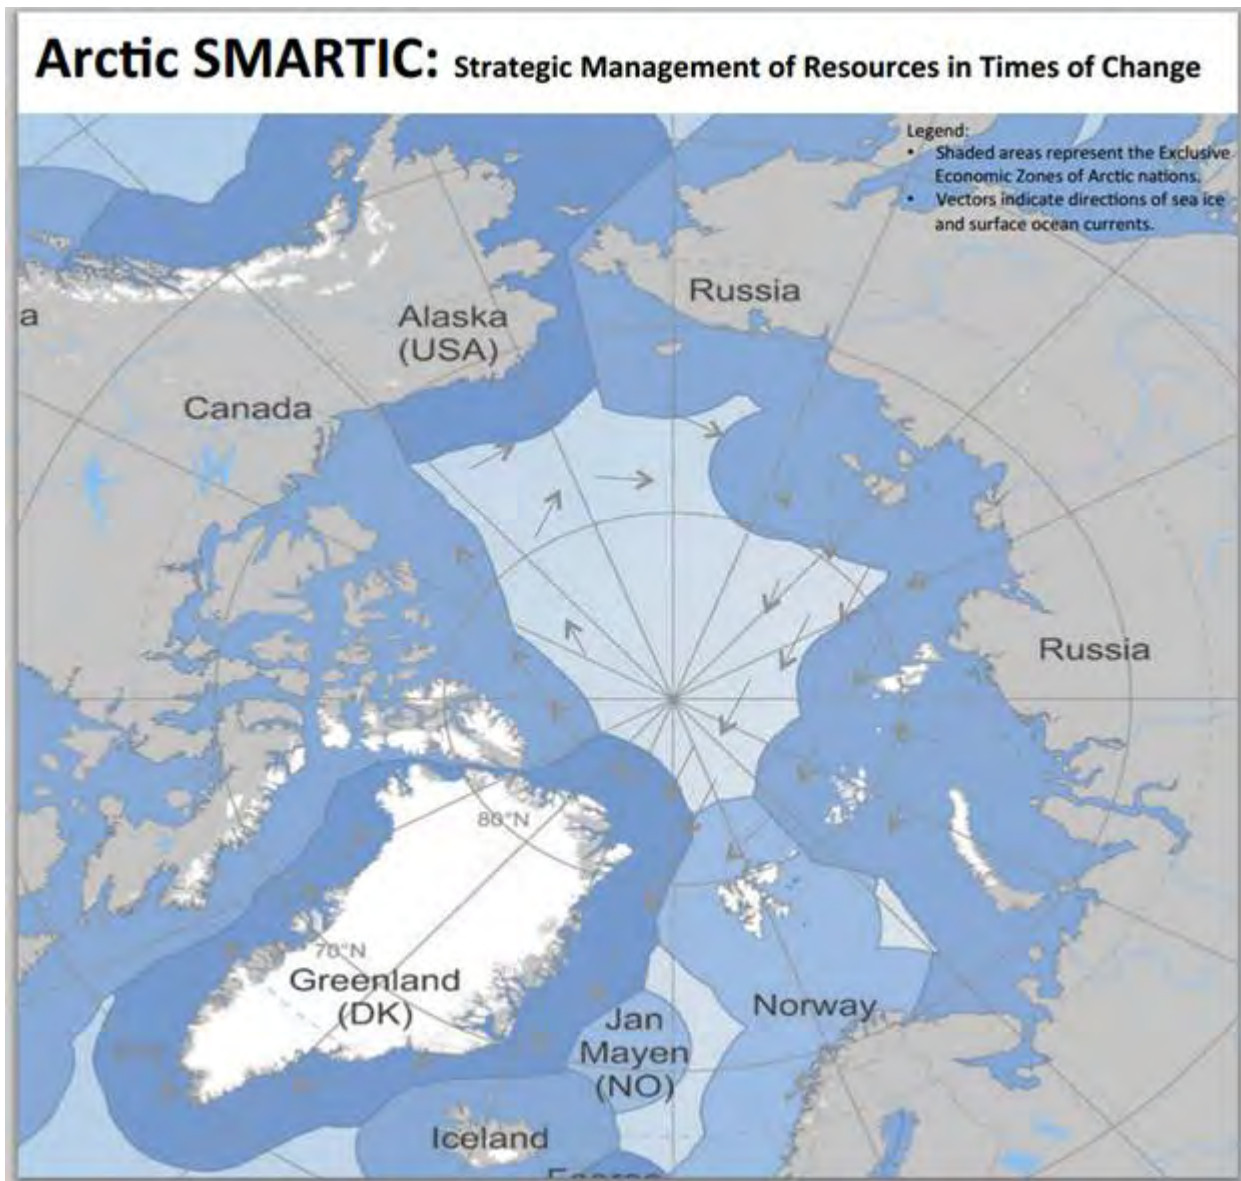 Arctic SMARTIC: Strategic Management of Resources in Times of Change
Legend:
• Shaded areas represent the Exclusive
Economic Zones of Arctic nations.
• Vectors indicate directions of sea ice
and surface ocean currents.
Russia
a
Alaska
(USA)
Canada
Russia
80°N
70°N
Greenland
(DK)
Norway
Jan
Mayen
(NO)
Iceland